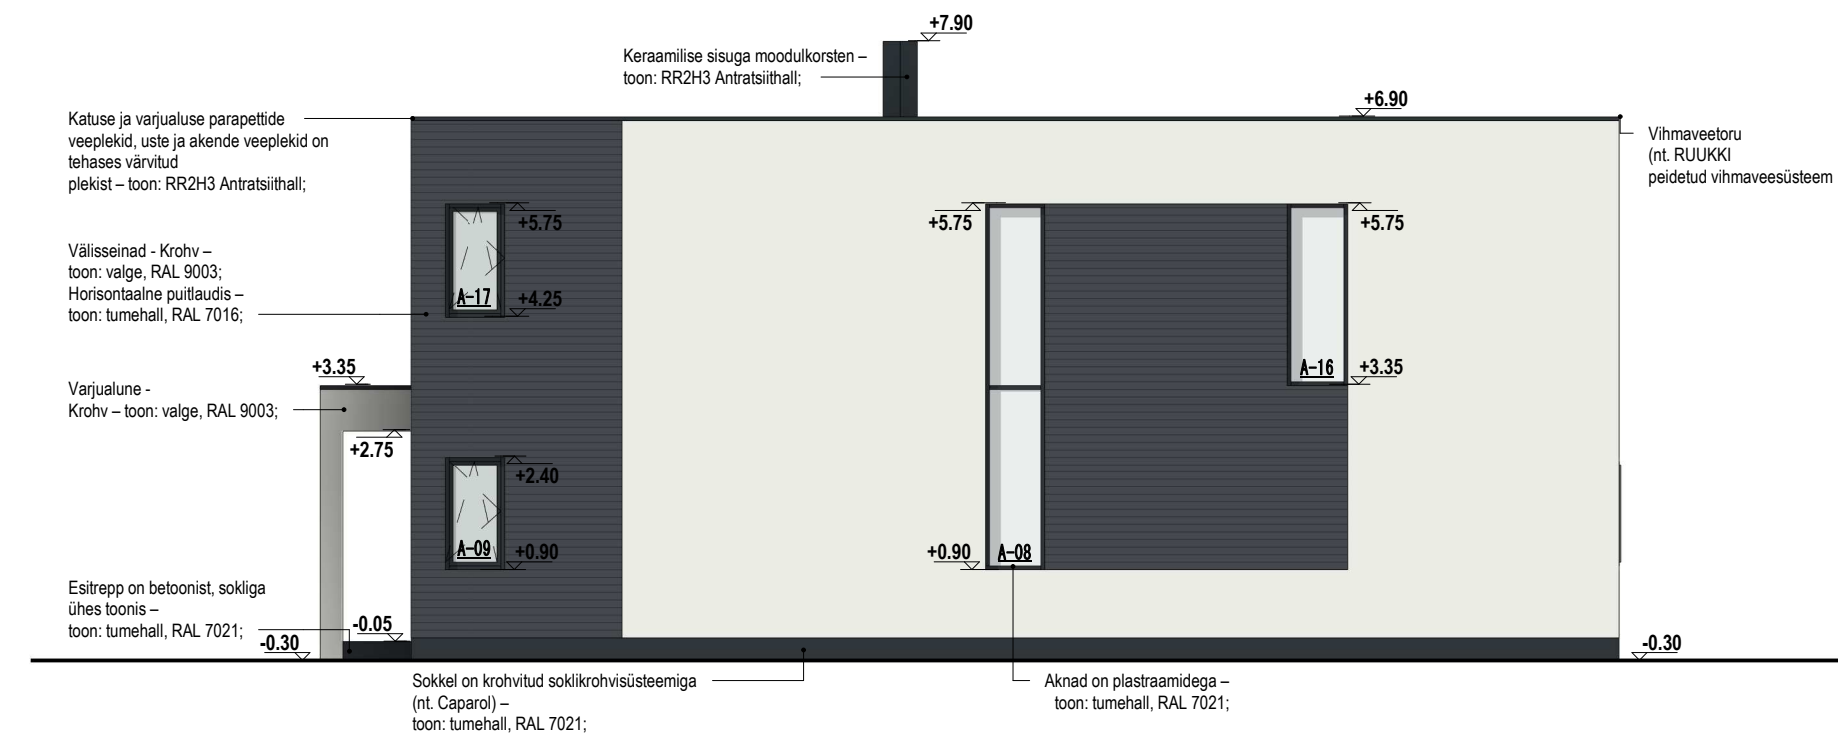 +7.90
Keraamilise sisuga moodulkorsten –
toon: RR2H3 Antratsiithall;
+6.90
Katuse ja varjualuse parapettide
veeplekid, uste ja akende veeplekid on
tehases värvitud
plekist – toon: RR2H3 Antratsiithall;
Vihmaveetoru
(nt. RUUKKI
peidetud vihmaveesüsteem
+5.75
+5.75
+5.75
Välisseinad - Krohv –
toon: valge, RAL 9003;
Horisontaalne puitlaudis –
toon: tumehall, RAL 7016;
A-17
+4.25
+3.35
A-16
+3.35
Varjualune -
Krohv – toon: valge, RAL 9003;
+2.75
+2.40
A-09
+0.90
+0.90
A-08
Esitrepp on betoonist, sokliga
ühes toonis –
toon: tumehall, RAL 7021;
-0.05
-0.30
-0.30
Sokkel on krohvitud soklikrohvisüsteemiga
(nt. Caparol) –
toon: tumehall, RAL 7021;
Aknad on plastraamidega –
toon: tumehall, RAL 7021;